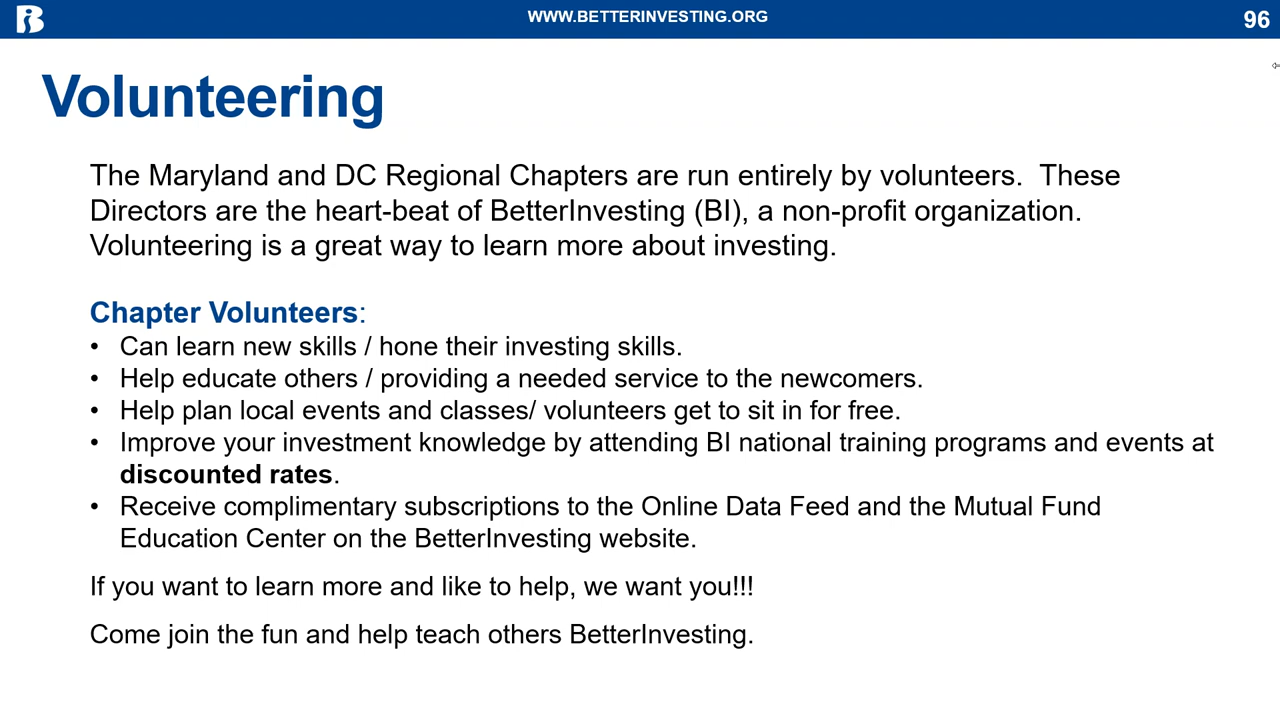 WWW.BETTERINVESTING.ORG
96
Volunteering
The Maryland and DC Regional Chapters are run entirely by volunteers.  These
Directors are the heart-beat of BetterInvesting (BI), a non-profit organization.
Volunteering is a great way to learn more about investing.
Chapter Volunteers:
• Can learn new skills / hone their investing skills.
• Help educate others / providing a needed service to the newcomers.
• Help plan local events and classes/ volunteers get to sit in for free.
• Improve your investment knowledge by attending BI national training programs and events at
discounted rates.
• Receive complimentary subscriptions to the Online Data Feed and the Mutual Fund
Education Center on the BetterInvesting website.
If you want to learn more and like to help, we want you!!!
Come join the fun and help teach others BetterInvesting.